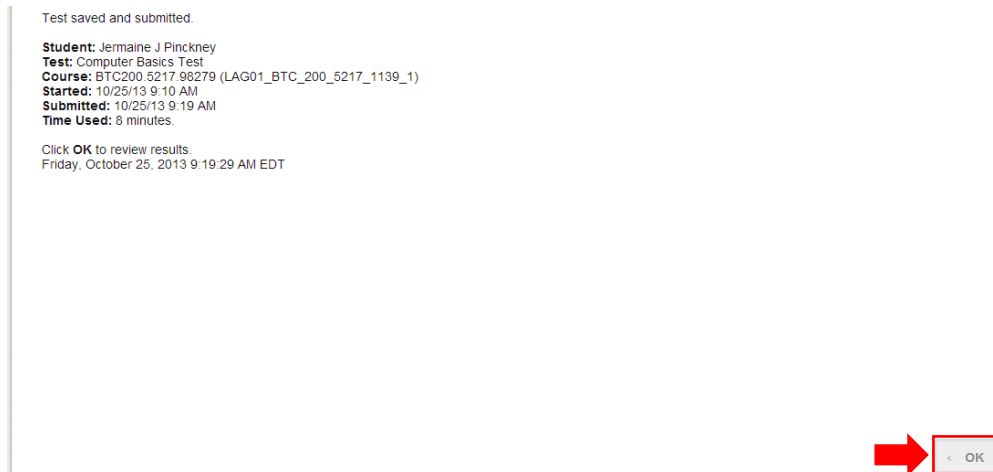 Test saved and submitted.
Student: Jermaine J Pinckney
Test: Computer Basics Test
Course: BTC200.5217.98279 (LAG01_BTC_200_5217_1139_1)
Started: 10/25/13 9:10 AM
Submitted: 10/25/13 9:19 AM
Time Used: 8 minutes.
Click OK to review results.
Friday, October 25, 2013 9:19:29 AM EDT
‹ OK